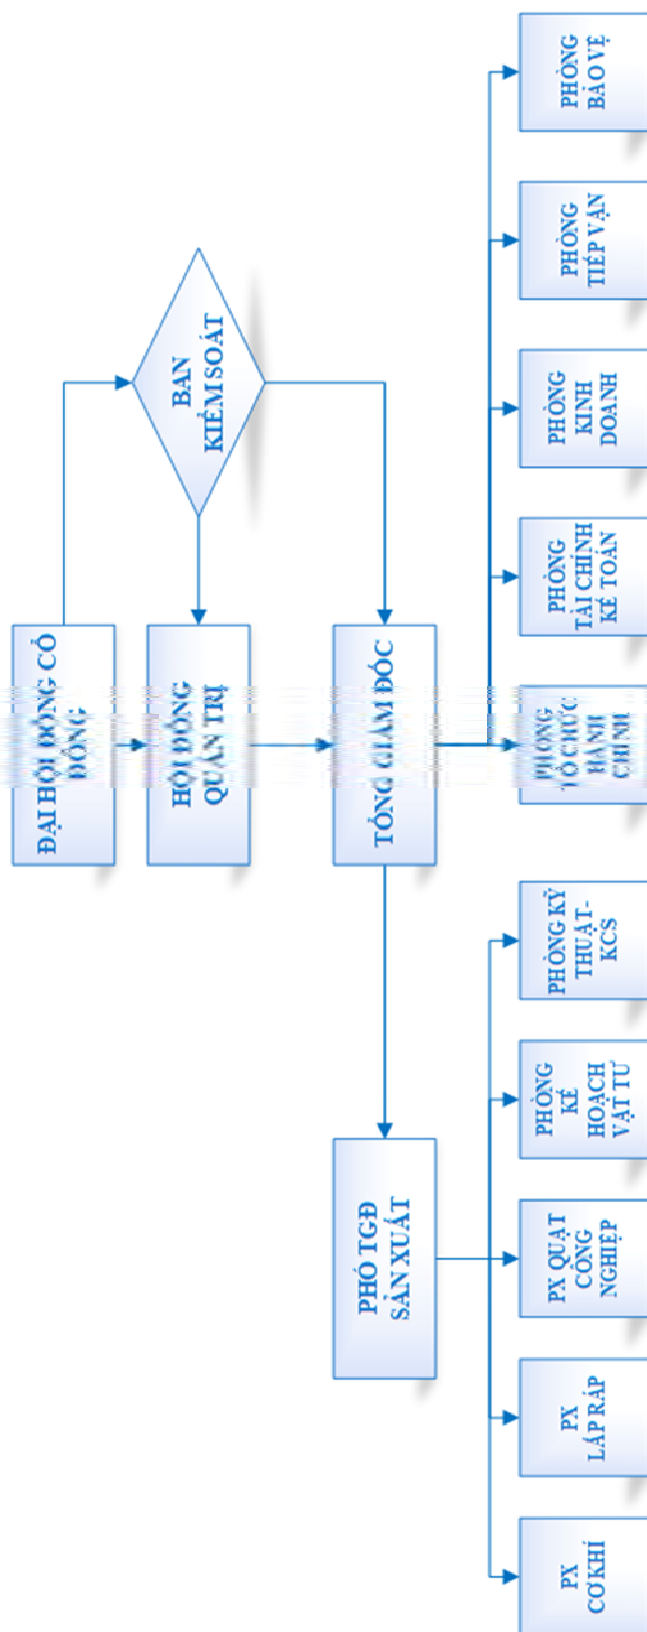 ĐẠI HỘI ĐỒNG CỔ
ĐÔNG
BAN
KIỂM SOÁT
HỘI ĐỒNG
QUẢN TRỊ
TỔNG GIÁM ĐỐC
PHÓ TGĐ
SẢN XUẤT
PX
CƠ KHÍ
PX
LẮP RÁP
PX QUẠT
CÔNG
NGHIỆP
PHÒNG
KẾ
HOẠCH
VẬT TƯ
PHÒNG KỸ
THUẬT-
KCS
PHÒNG
TỔ CHỨC
HÀNH
CHÍNH
PHÒNG
TÀI CHÍNH
KẾ TOÁN
PHÒNG
KINH
DOANH
PHÒNG
TIẾP VẬN
PHÒNG
BẢO VỆ